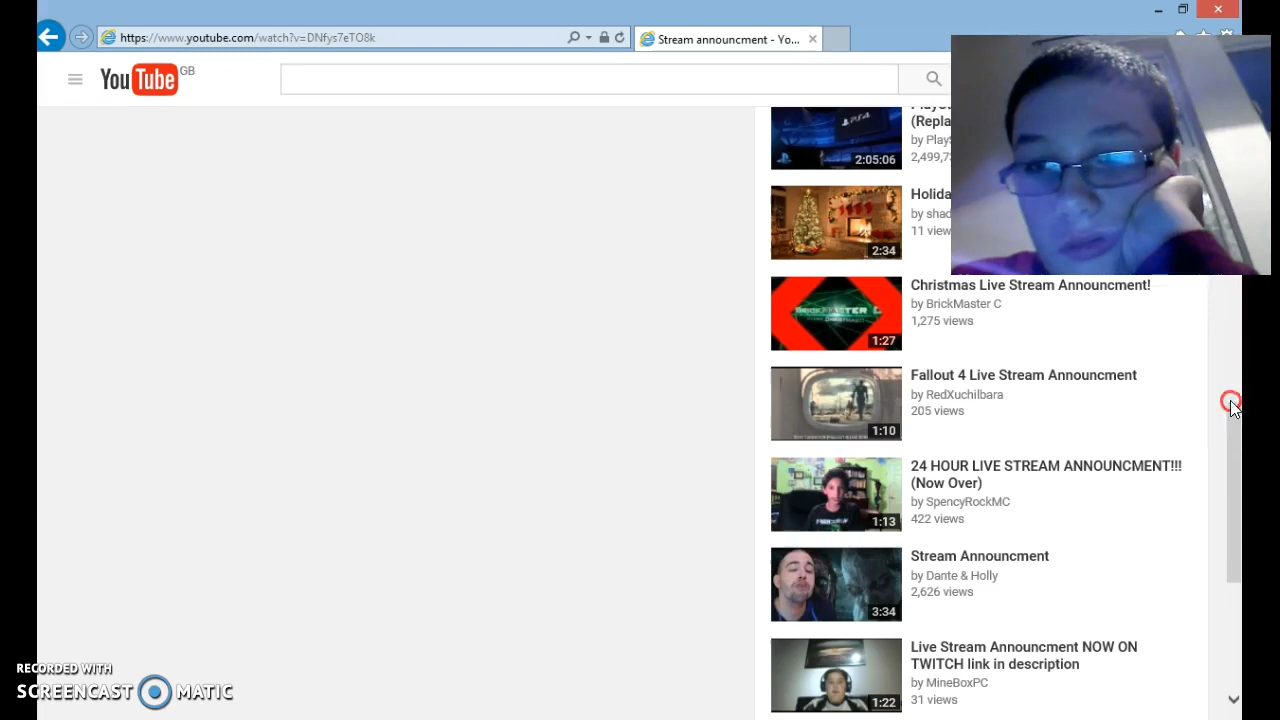 https://www.youtube.com/watch?v=DNfys7eTO8k
Stream announcment - Yo...
YouTube GB
(Repla
by Play
2:05:06
2,499,7
Holida
by shad
11 view
2:34
Christmas Live Stream Announcment!
by BrickMaster C
1,275 views
1:27
Fallout 4 Live Stream Announcment
by RedXuchilbara
205 views
1:10
24 HOUR LIVE STREAM ANNOUNCMENT!!!
(Now Over)
by SpencyRockMC
422 views
1:13
Stream Announcment
by Dante & Holly
2,626 views
3:34
Live Stream Announcment NOW ON
TWITCH link in description
by MineBoxPC
31 views
1:22
RECORDED WITH
SCREENCAST MATIC